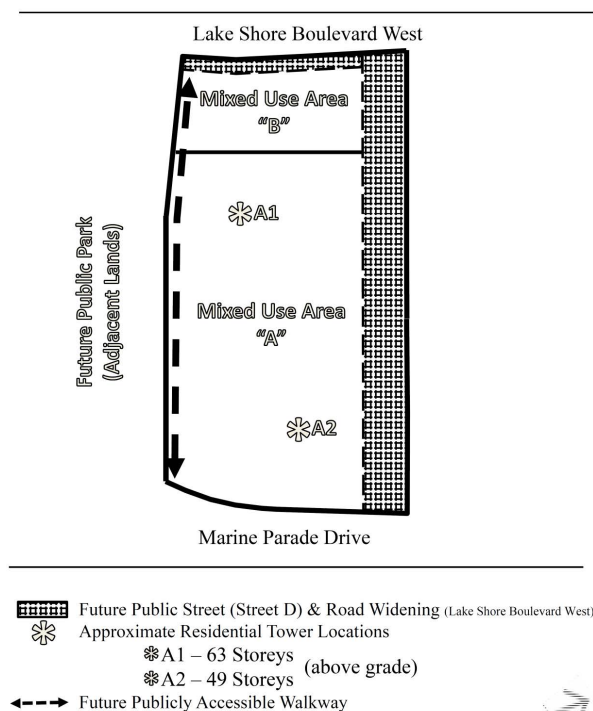 Lake Shore Boulevard West
Mixed Use Area
“B”
A1
Future Public Park
(Adjacent Lands)
Mixed Use Area
“A”
A2
Marine Parade Drive
Future Public Street (Street D) & Road Widening (Lake Shore Boulevard West)
Approximate Residential Tower Locations
A1 – 63 Storeys
(above grade)
A2 – 49 Storeys
Future Publicly Accessible Walkway